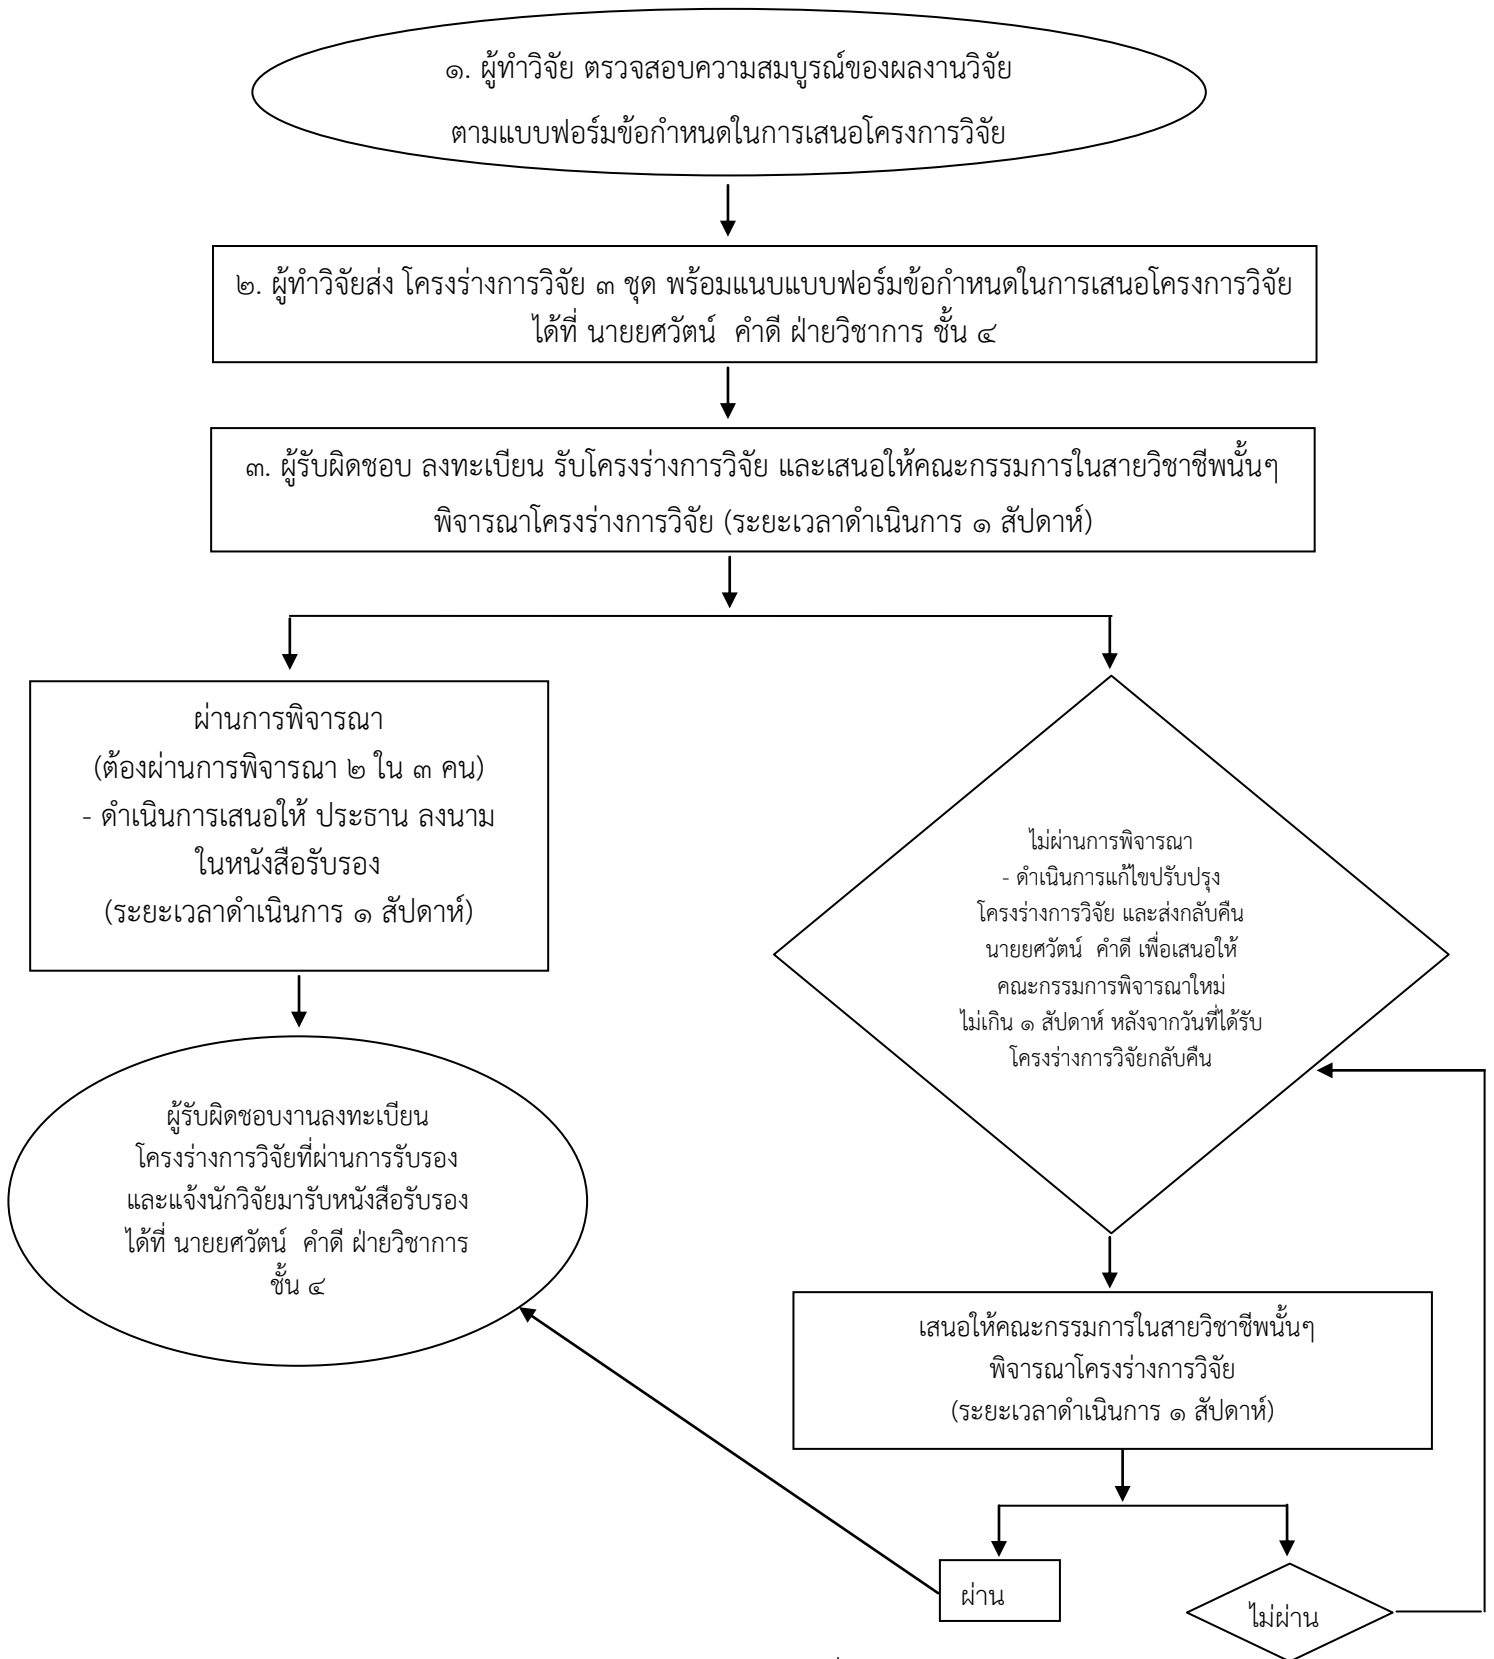 ๑. ผู้ทำวิจัย ตรวจสอบความสมบูรณ์ของผลงานวิจัย
ตามแบบฟอร์มข้อกำหนดในการเสนอโครงการวิจัย
๒. ผู้ทำวิจัยส่ง โครงร่างการวิจัย ๓ ชุด พร้อมแนบแบบฟอร์มข้อกำหนดในการเสนอโครงการวิจัย
ได้ที่ นายยศวัตน์ คำดี ฝ่ายวิชาการ ชั้น ๔
๓. ผู้รับผิดชอบ ลงทะเบียน รับโครงร่างการวิจัย และเสนอให้คณะกรรมการในสายวิชาชีพนั้นๆ
พิจารณาโครงร่างการวิจัย (ระยะเวลาดำเนินการ ๑ สัปดาห์)
ผ่านการพิจารณา
(ต้องผ่านการพิจารณา ๒ ใน ๓ คน)
- ดำเนินการเสนอให้ ประธาน ลงนาม
ในหนังสือรับรอง
(ระยะเวลาดำเนินการ ๑ สัปดาห์)
ไม่ผ่านการพิจารณา
- ดำเนินการแก้ไขปรับปรุง
โครงร่างการวิจัย และส่งกลับคืน
นายยศวัตน์ คำดี เพื่อเสนอให้
คณะกรรมการพิจารณาใหม่
ไม่เกิน ๑ สัปดาห์ หลังจากวันที่ได้รับ
โครงร่างการวิจัยกลับคืน
ผู้รับผิดชอบงานลงทะเบียน
โครงร่างการวิจัยที่ผ่านการรับรอง
และแจ้งนักวิจัยมารับหนังสือรับรอง
ได้ที่ นายยศวัตน์ คำดี ฝ่ายวิชาการ
ชั้น ๔
เสนอให้คณะกรรมการในสายวิชาชีพนั้นๆ
พิจารณาโครงร่างการวิจัย
(ระยะเวลาดำเนินการ ๑ สัปดาห์)
ผ่าน
ไม่ผ่าน